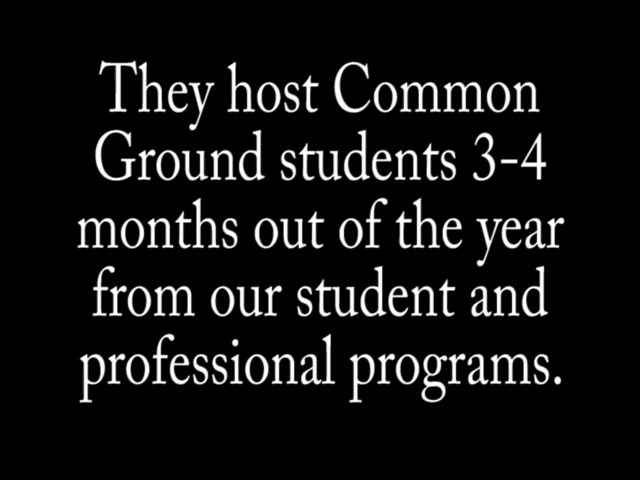 They host Common
Ground students 3-4
months out of the year
from our student and
professional programs.